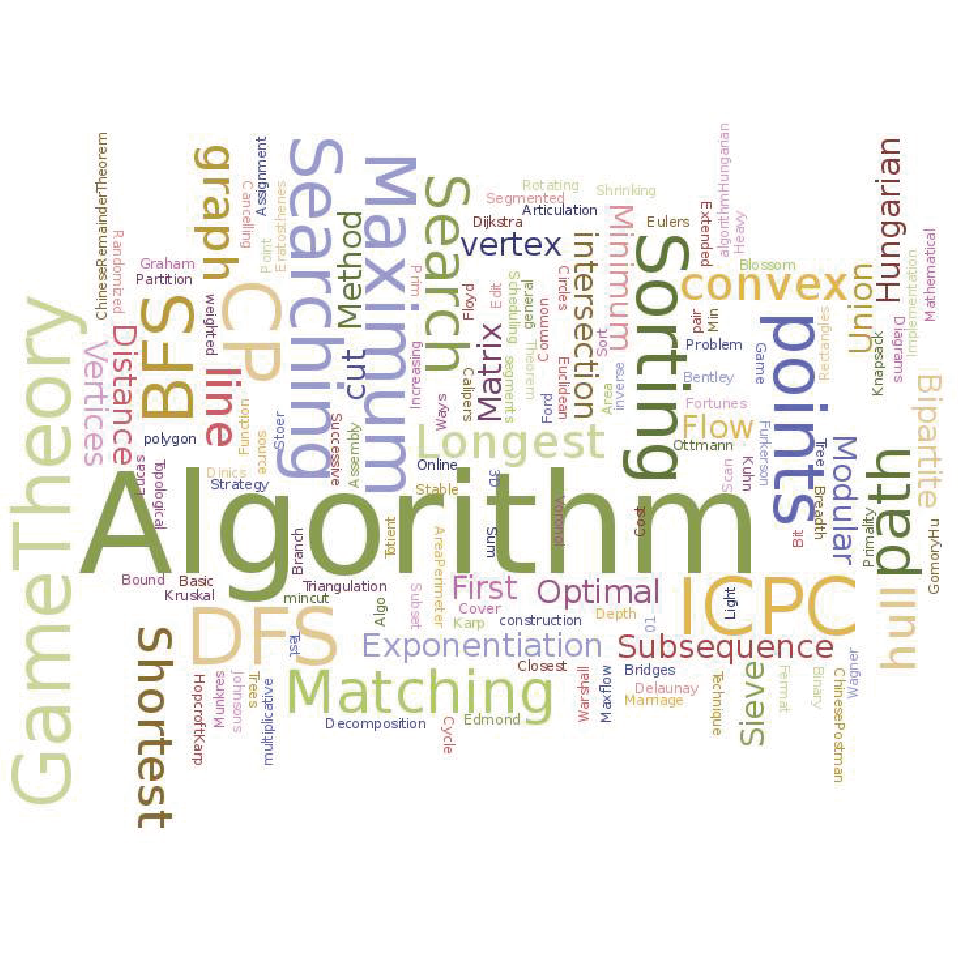 GameTheory
Algorithm
Searching
Maximum
Search
Sorting
points
convex
ICPC
DFS
BFS
CP
graph
line
Shortest
Matching
Longest
path
hull
Hungarian
Union
Bipartite
Modular
Flow
vertex
intersection
Minimum
Matrix
Method
cut
Distance
Vertices
First
Optimal
Exponentiation
Subsequence
Sieve
ChineseRemainderTheorem
Randomized
Graham
Partition
weighted
Canceling
Assignment
Point
Eratosthenes
polygon
Function
source
Stoer
Successive
Assembly
Dinics
Strategy
Topological
Prim
Increasing
Floyd
Edit
Scheduling
general
Theorem
segments
Common
Ford
Circles
Euclidean
Sort
Area
inverse
Calipers
Ways
Online
Stable
Dijkstra
Segmented
Rotating
Articulation
Shrinking
Eulers
Extended
algorithmHungarian
Heavy
Blossom
pair
Min
Problem
Game
Rectangles
Bentley
Fortunes
Ottmann
Furkerson
Scan
Kuhn
Tree
Breadth
Bit
Knapsack
Diagrams
Implementation
Mathematical
Primality
GomoryHu
Voronoi
Cost
sum
Totient
Branch
AreaPerimeter
Bound
Basic
Kruskal
mincut
Triangulation
Algo
Subset
Cover
Karp
construction
Depth
01
Light
Test
Closest
Bridges
Delaunay
Marriage
Warshall
Maxflow
Technique
Fermat
Binary
ChinesePostman
Wagner
HopcroftKarp
Munkres
Johnsons
Trees
multiplicative
Decomposition
Cycle
Edmond